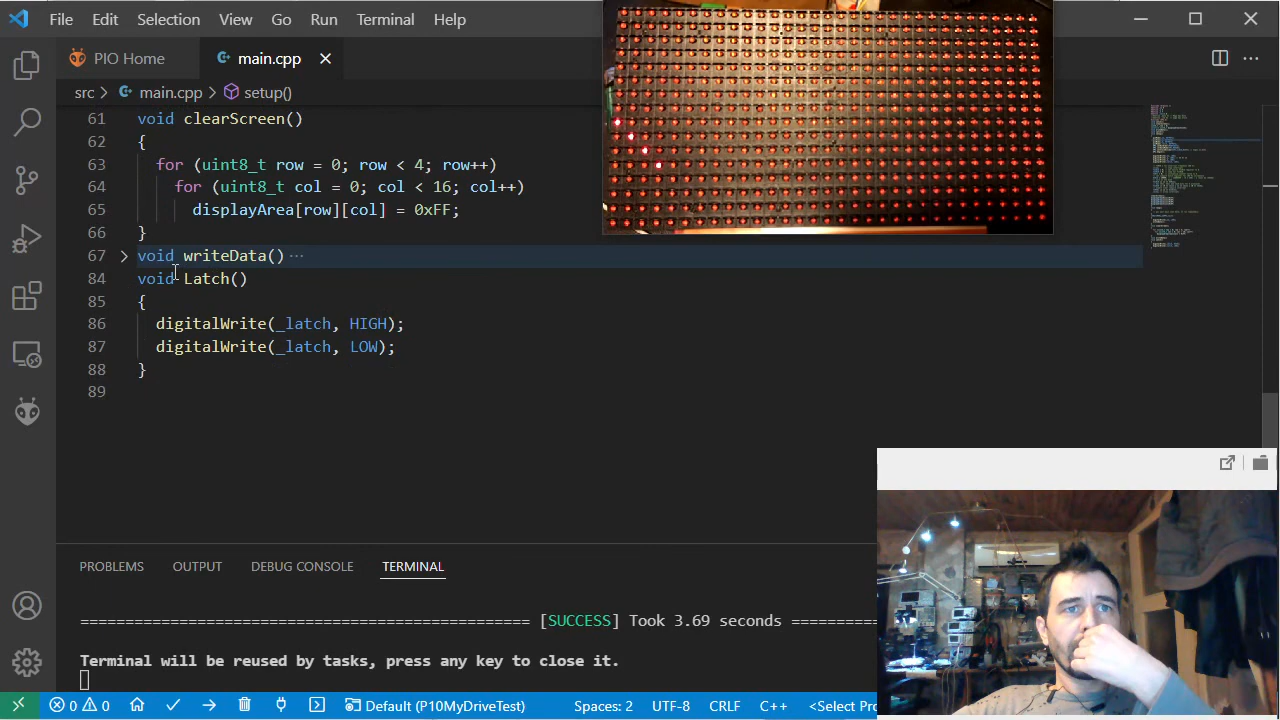 File Edit Selection View Go Run Terminal Help
PIO Home main.cpp
src main.cpp setup()
61 void clearScreen()
62 {
63 for (uint8_t row = 0; row < 4; row++)
64 for (uint8_t col = 0; col < 16; col++)
65 displayArea[row][col] = 0xFF;
66 }
67 void writeData() ...
84 void Latch()
85 {
86 digitalWrite(_latch, HIGH);
87 digitalWrite(_latch, LOW);
88 }
89
PROBLEMS OUTPUT DEBUG CONSOLE TERMINAL
============================================== [SUCCESS] Took 3.69 seconds =========
Terminal will be reused by tasks, press any key to close it.
0 0 Default (P10MyDriveTest) Spaces: 2 UTF-8 CRLF C++ <Select Pr